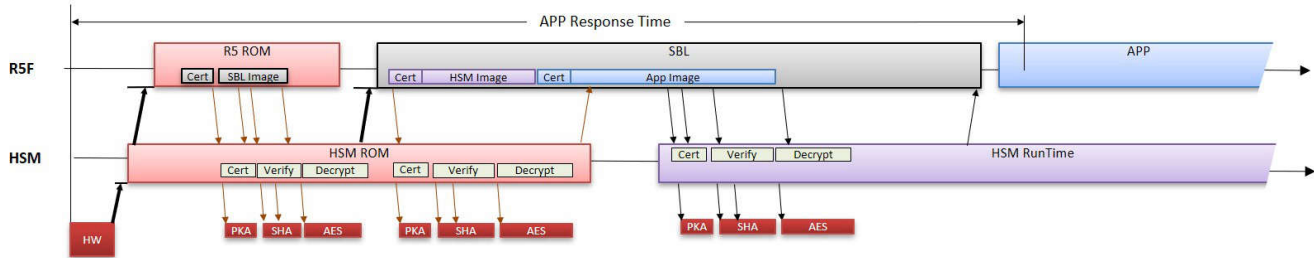 APP Response Time
R5 ROM
SBL
APP
R5F
Cert
SBL Image
Cert
HSM Image
Cert
App Image
HSM
HSM ROM
HSM RunTime
Cert
Verify
Decrypt
Cert
Verify
Decrypt
Cert
Verify
Decrypt
HW
PKA
SHA
AES
PKA
SHA
AES
PKA
SHA
AES